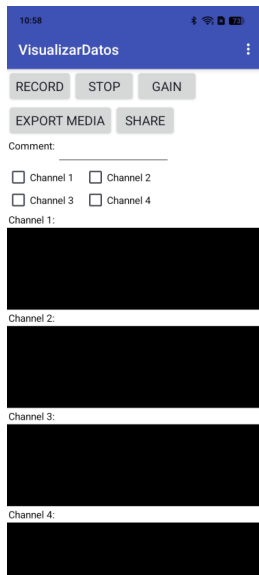 10:58 73
VisualizarDatos
RECORD STOP GAIN
EXPORT MEDIA SHARE
Comment:
Channel 1 Channel 2
Channel 3 Channel 4
Channel 1:
Channel 2:
Channel 3:
Channel 4: